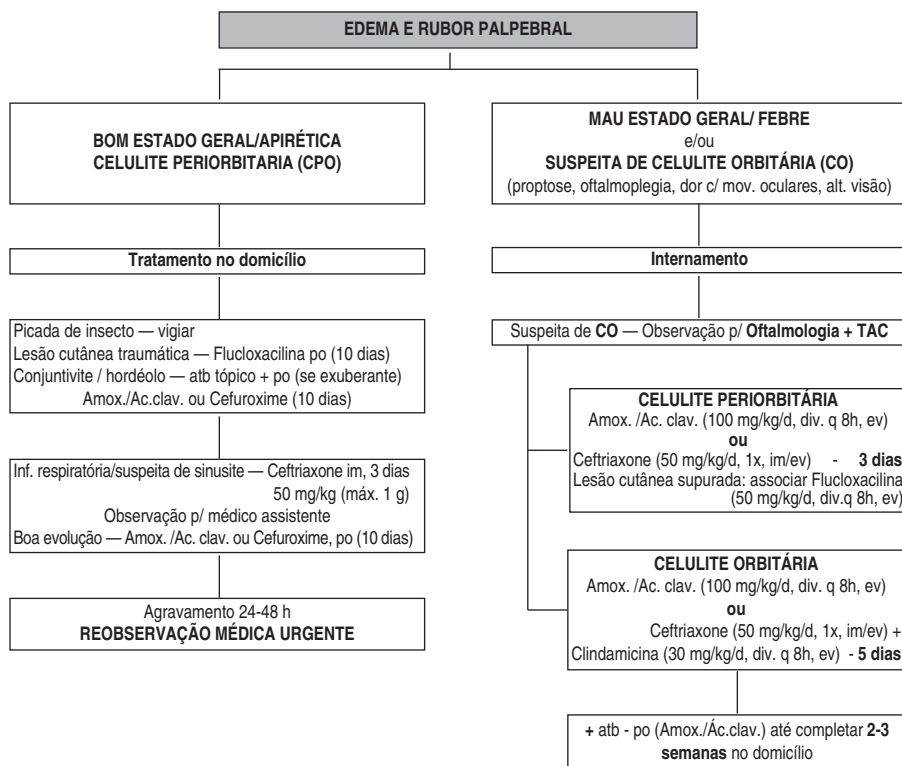 EDEMA E RUBOR PALPEBRAL
BOM ESTADO GERAL/APIRÉTICA
CELULITE PERIORBITARIA (CPO)
Tratamento no domicílio
Picada de insecto — vigiar
Lesão cutânea traumática — Flucloxacilina po (10 dias)
Conjuntivite / hordéolo — atb tópico + po (se exuberante)
Amox./Ac.clav. ou Cefuroxime (10 dias)
Inf. respiratória/suspeita de sinusite — Ceftriaxone im, 3 dias
50 mg/kg (máx. 1 g)
Observação p/ médico assistente
Boa evolução — Amox. /Ac. clav. ou Cefuroxime, po (10 dias)
Agravamento 24-48 h
REOBSERVAÇÃO MÉDICA URGENTE
MAU ESTADO GERAL/ FEBRE
e/ou
SUSPEITA DE CELULITE ORBITÁRIA (CO)
(proptose, oftalmoplegia, dor c/ mov. oculares, alt. visão)
Internamento
Suspeita de CO — Observação p/ Oftalmologia + TAC
CELULITE PERIORBITÁRIA
Amox. /Ac. clav. (100 mg/kg/d, div. q 8h, ev)
ou
Ceftriaxone (50 mg/kg/d, 1x, im/ev) - 3 dias
Lesão cutânea supurada: associar Flucloxacilina
(50 mg/kg/d, div.q 8h, ev)
CELULITE ORBITÁRIA
Amox. /Ac. clav. (100 mg/kg/d, div. q 8h, ev)
ou
Ceftriaxone (50 mg/kg/d, 1x, im/ev) +
Clindamicina (30 mg/kg/d, div. q 8h, ev) - 5 dias
+ atb - po (Amox./Ác.clav.) até completar 2-3
semanas no domicílio